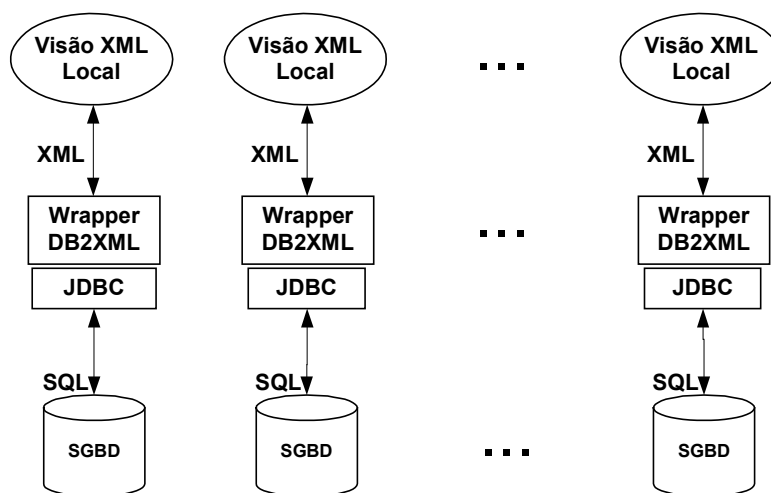 Visão XML
Local
Visão XML
Local
...
Visão XML
Local
XML
XML
XML
Wrapper
DB2XML
Wrapper
DB2XML
...
Wrapper
DB2XML
JDBC
JDBC
JDBC
SQL
SQL
SQL
SGBD
SGBD
...
SGBD